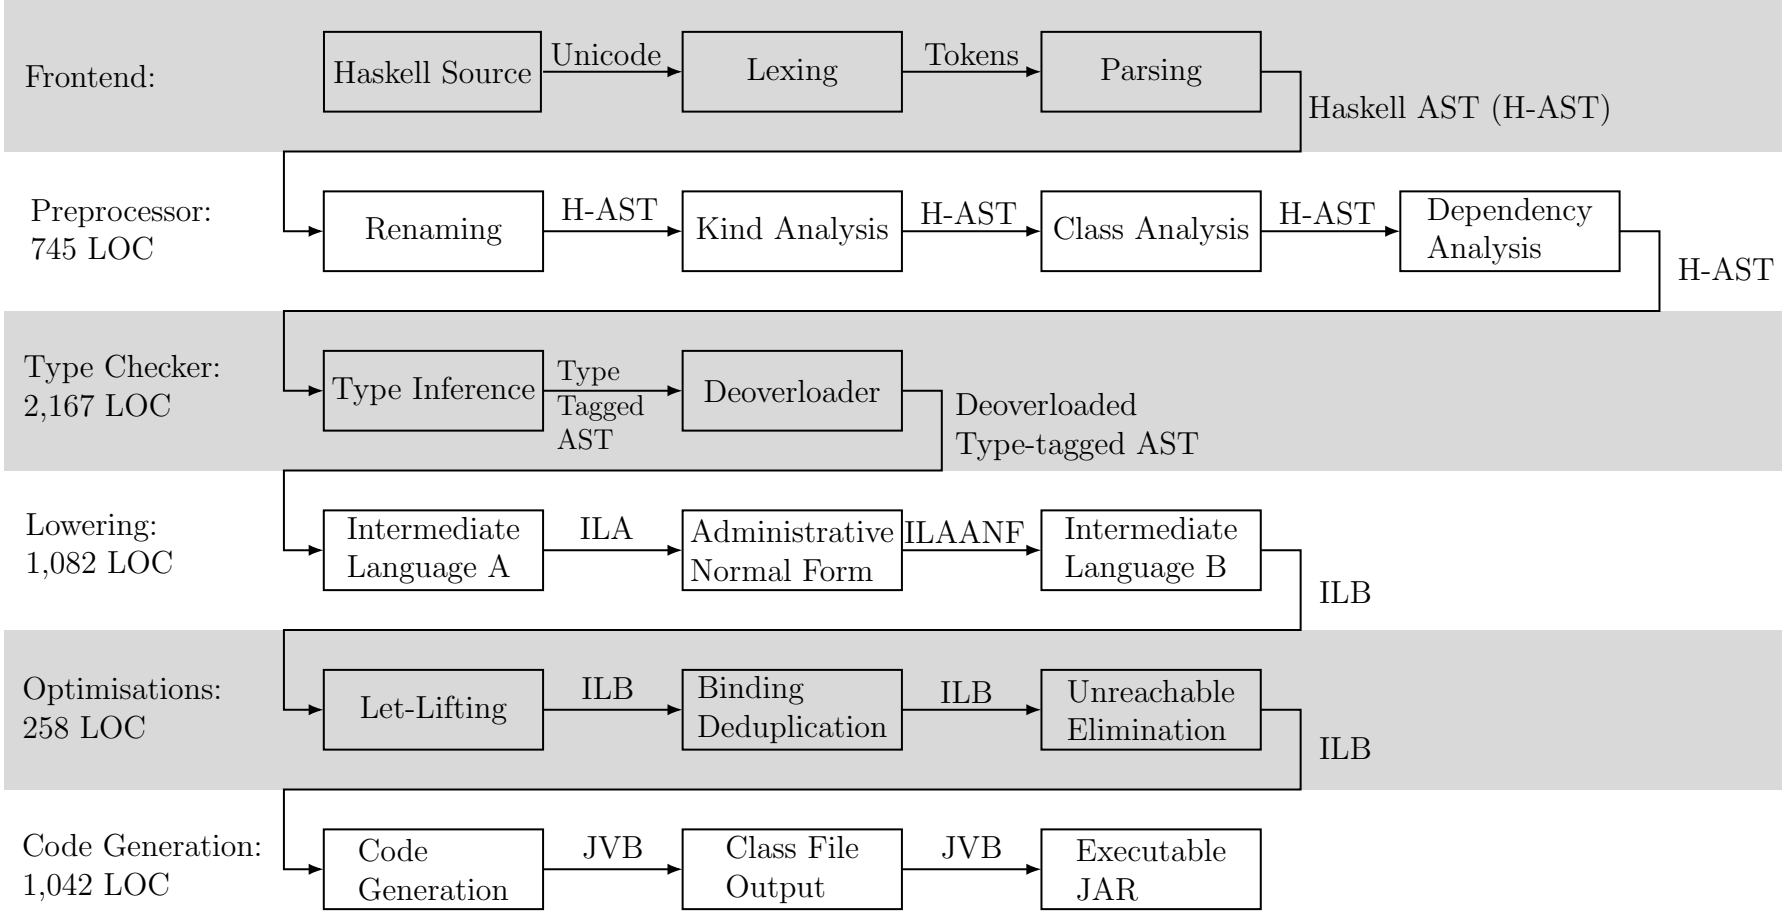 Frontend:
Haskell Source
Unicode
Lexing
Tokens
Parsing
Haskell AST (H-AST)
Preprocessor:
745 LOC
Renaming
H-AST
Kind Analysis
H-AST
Class Analysis
H-AST
Dependency
Analysis
H-AST
Type Checker:
2,167 LOC
Type Inference
Type
Tagged
AST
Deoverloader
Deoverloaded
Type-tagged AST
Lowering:
1,082 LOC
Intermediate
Language A
ILA
Administrative
Normal Form
ILAANF
Intermediate
Language B
ILB
Optimisations:
258 LOC
Let-Lifting
ILB
Binding
Deduplication
ILB
Unreachable
Elimination
ILB
Code Generation:
1,042 LOC
Code
Generation
JVB
Class File
Output
JVB
Executable
JAR